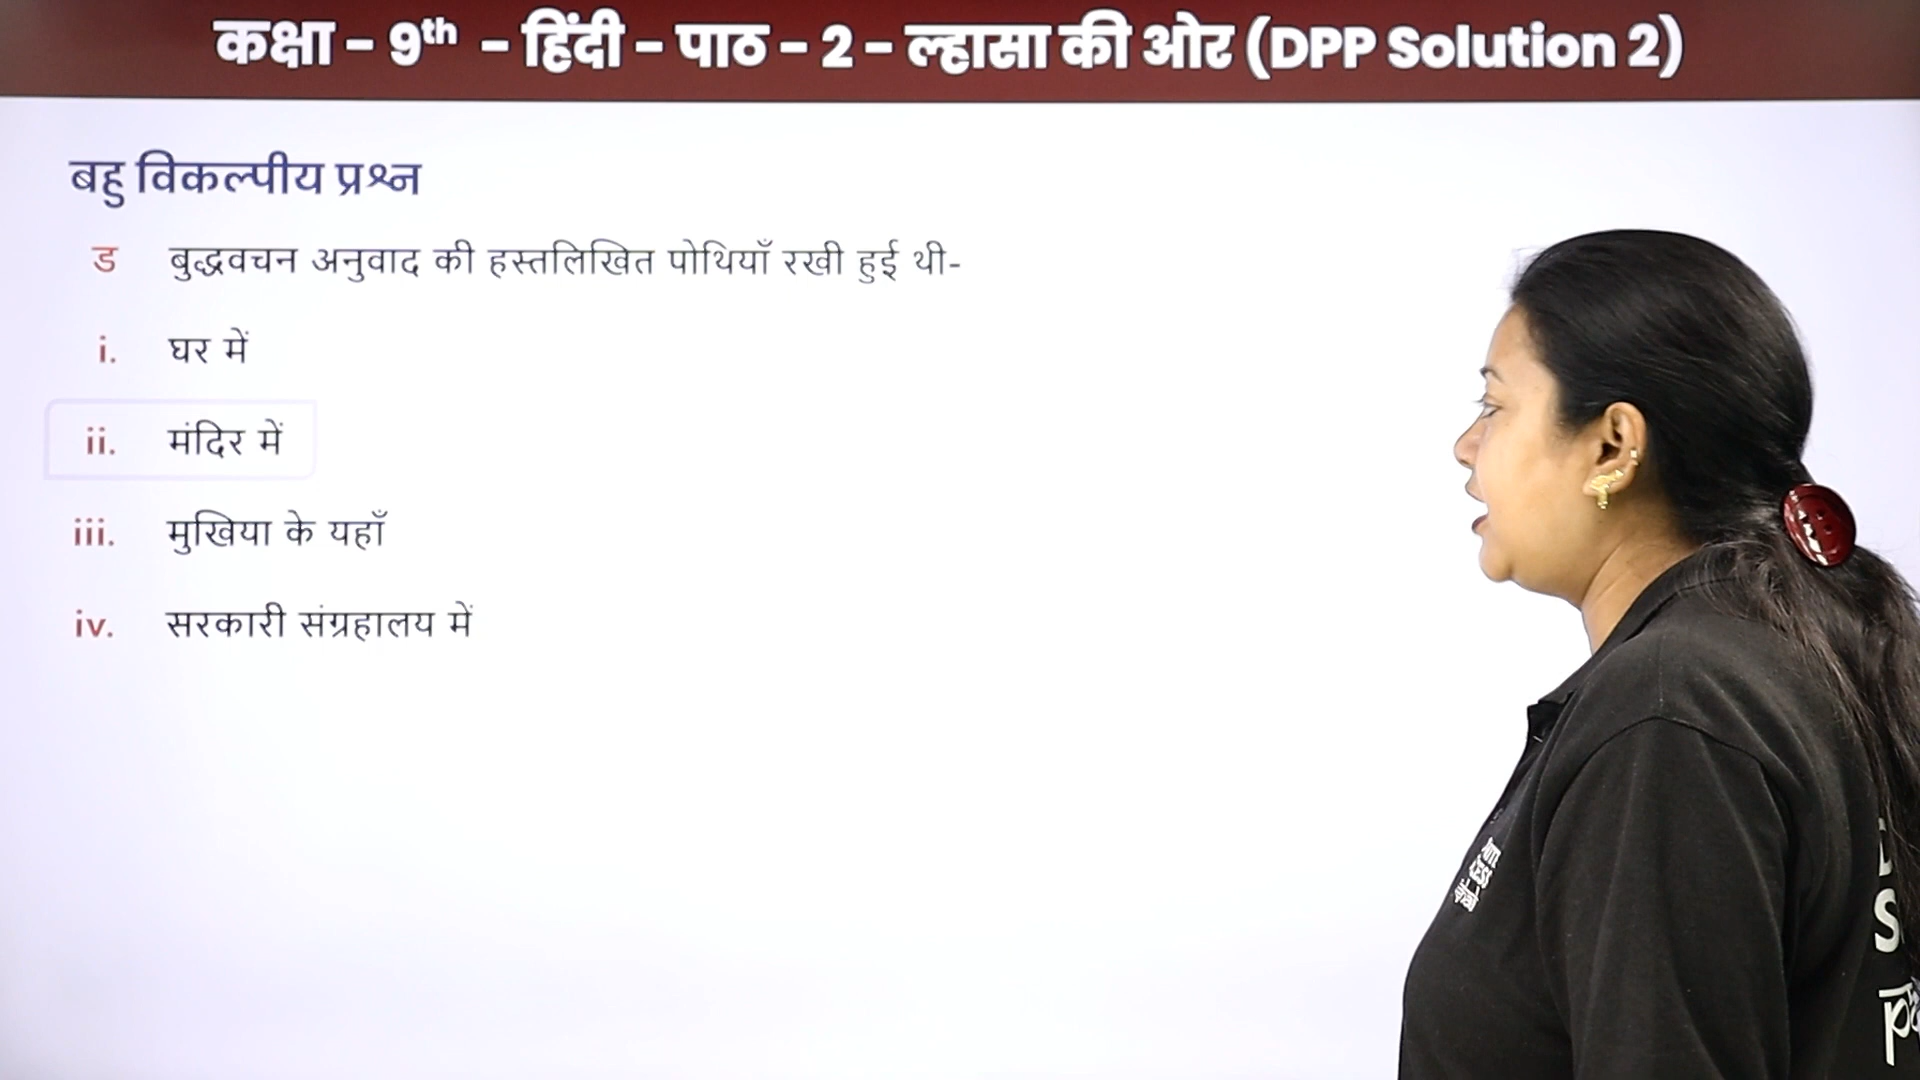 कक्षा – 9th – हिंदी – पाठ – 2 – ल्हासा की ओर (DPP Solution 2)
बहु विकल्पीय प्रश्न
ड बुद्धवचन अनुवाद की हस्तलिखित पोथियाँ रखी हुई थी-
i. घर में
ii. मंदिर में
iii. मुखिया के यहाँ
iv. सरकारी संग्रहालय में